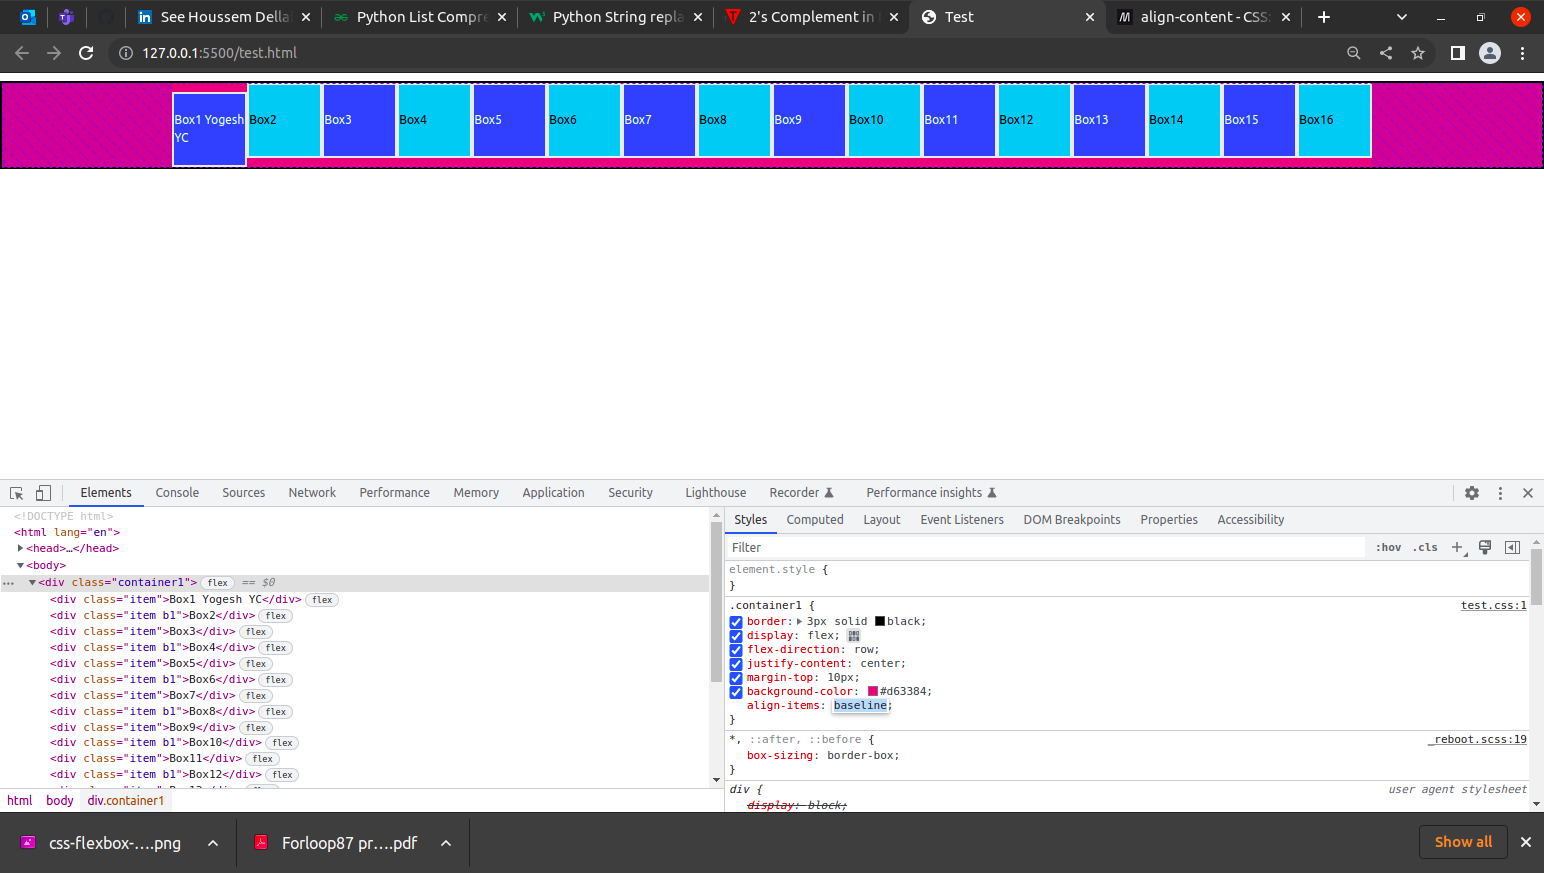 See Houssem Della
Python List Compre
Python String repla
2's Complement in
Test
align-content - CSS:
127.0.0.1:5500/test.html
Box1 Yogesh YC
Box2
Box3
Box4
Box5
Box6
Box7
Box8
Box9
Box10
Box11
Box12
Box13
Box14
Box15
Box16
Elements Console Sources Network Performance Memory Application Security Lighthouse Recorder Performance insights
<!DOCTYPE html>
<html lang="en">
<head>…</head>
<body>
<div class="container1"> flex == $0
<div class="item">Box1 Yogesh YC</div> flex
<div class="item b1">Box2</div> flex
<div class="item">Box3</div> flex
<div class="item b1">Box4</div> flex
<div class="item">Box5</div> flex
<div class="item b1">Box6</div> flex
<div class="item">Box7</div> flex
<div class="item b1">Box8</div> flex
<div class="item">Box9</div> flex
<div class="item b1">Box10</div> flex
<div class="item">Box11</div> flex
<div class="item b1">Box12</div> flex
html body div.container1
Styles Computed Layout Event Listeners DOM Breakpoints Properties Accessibility
Filter :hov .cls
element.style {
}
.container1 { test.css:1
border: 3px solid black;
display: flex;
flex-direction: row;
justify-content: center;
margin-top: 10px;
background-color: #d63384;
align-items: baseline;
}
*, ::after, ::before { _reboot.scss:19
box-sizing: border-box;
}
div { user agent stylesheet
display: block;
css-flexbox-....png
Forloop87 pr....pdf
Show all